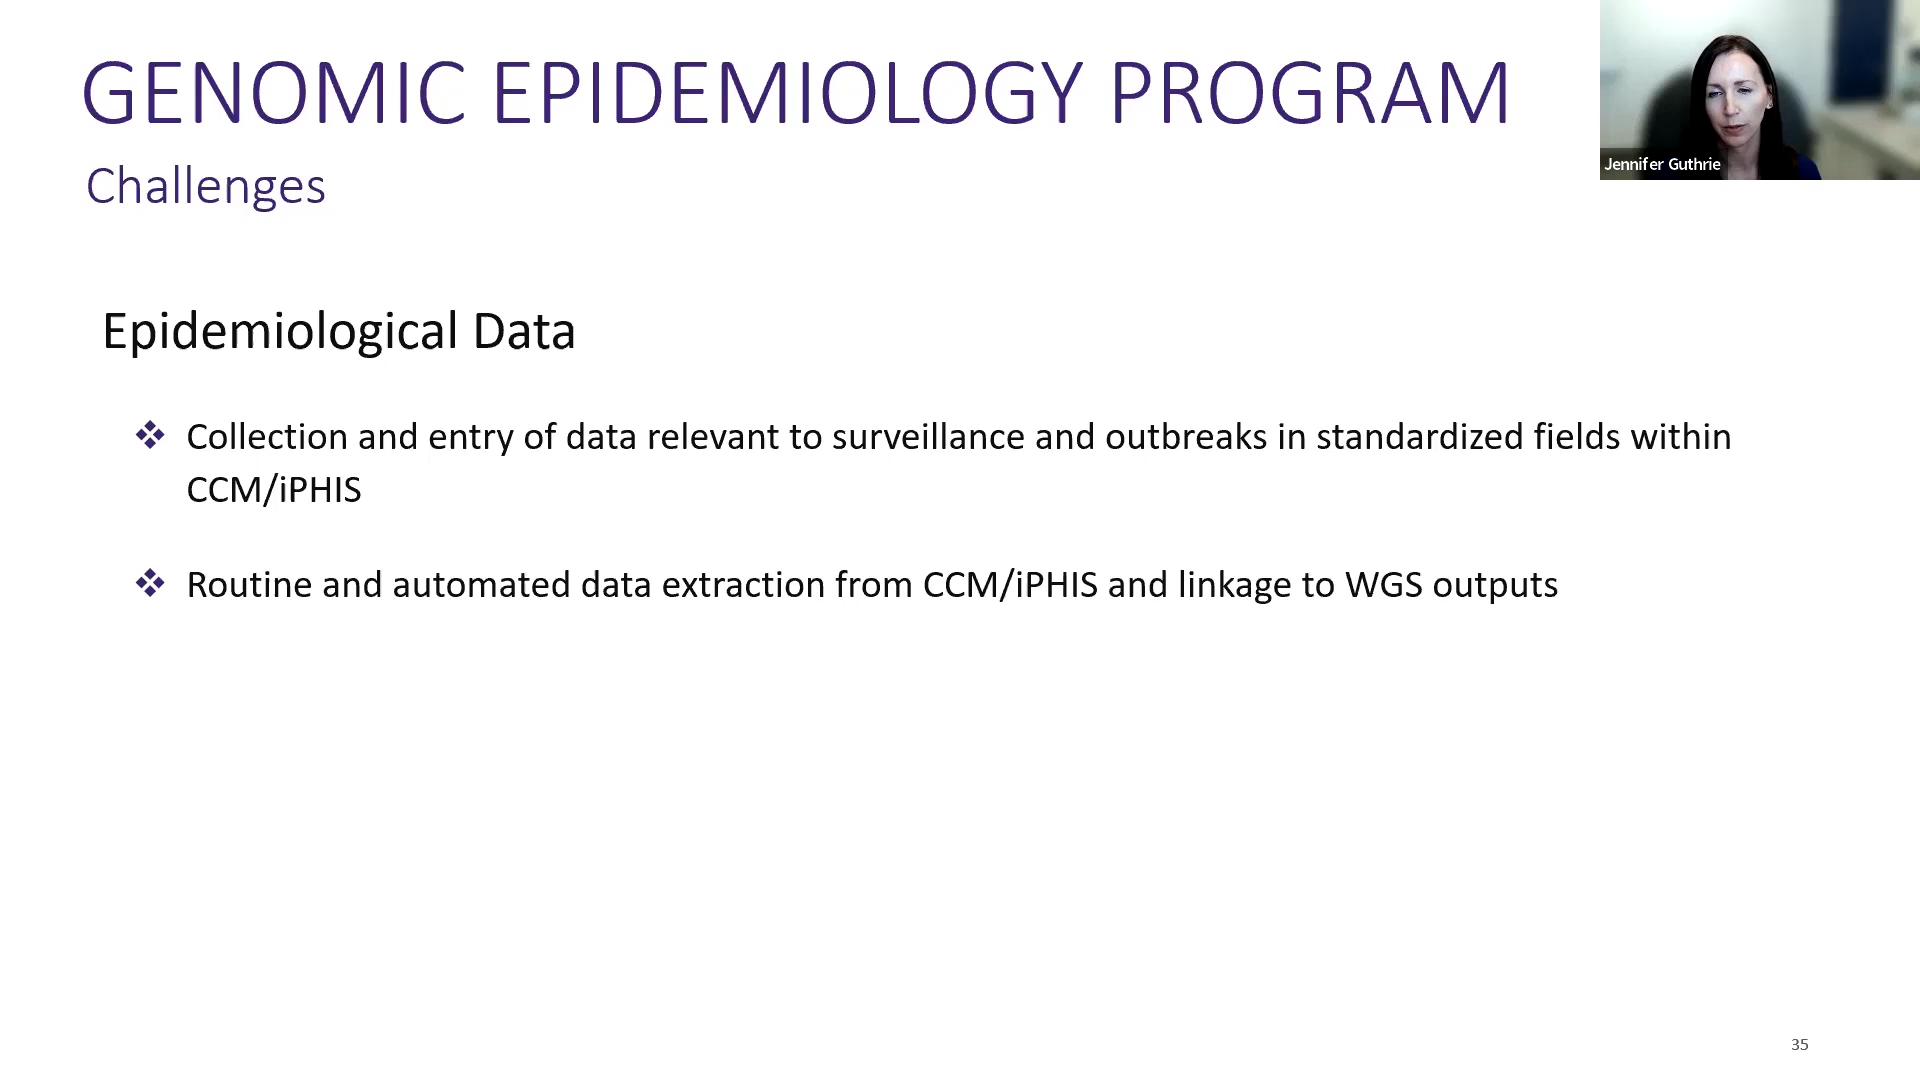 GENOMIC EPIDEMIOLOGY PROGRAM
Challenges
Jennifer Guthrie
Epidemiological Data
❖ Collection and entry of data relevant to surveillance and outbreaks in standardized fields within
CCM/iPHIS
❖ Routine and automated data extraction from CCM/iPHIS and linkage to WGS outputs
35